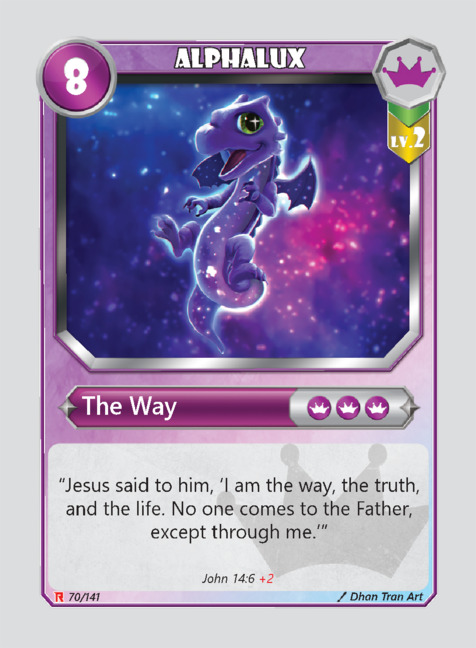 ALPHALUX
8
LV.2
The Way
“Jesus said to him, ‘I am the way, the truth,
and the life. No one comes to the Father,
except through me.’”
John 14:6 +2
R 70/141
Dhan Tran Art